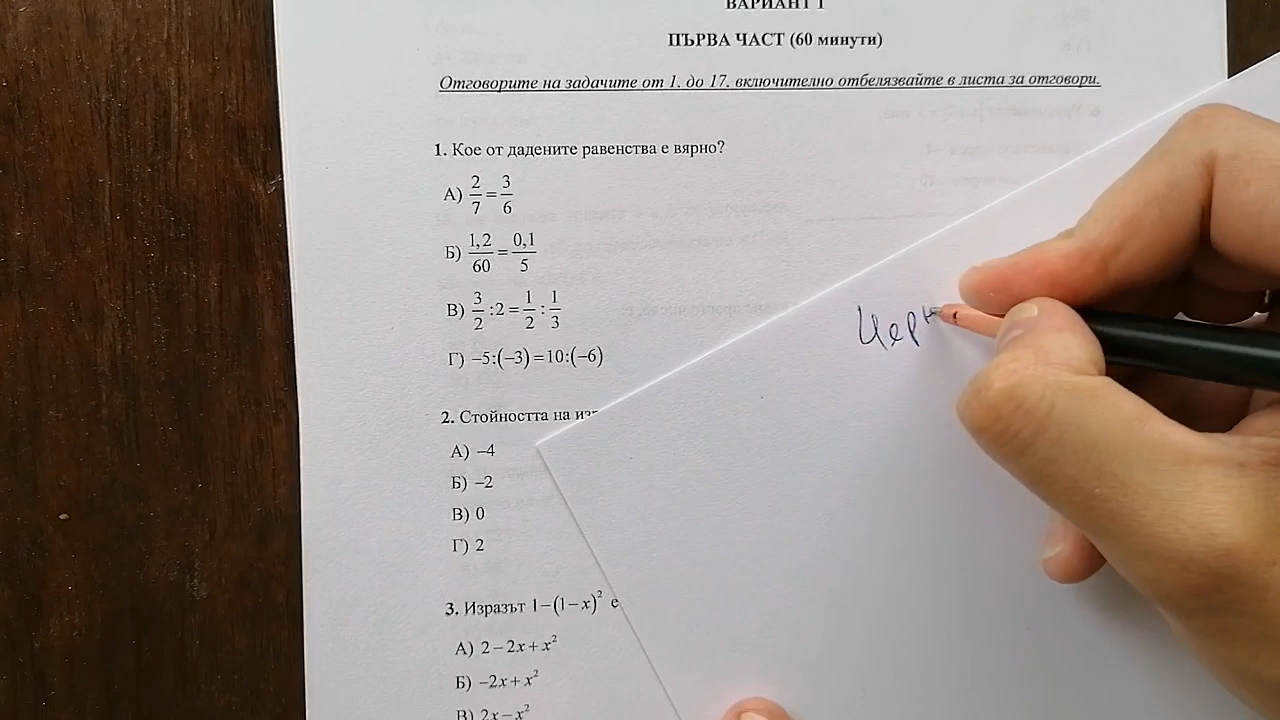 ВАРИАНТ 1
ПЪРВА ЧАСТ (60 минути)
Отговорите на задачите от 1. до 17. включително отбелязвайте в листа за отговори.
1. Кое от дадените равенства е вярно?
А) 2/7 = 3/6
Б) 1,2/60 = 0,1/5
В) 3/2 :2 = 1/2 : 1/3
Г) –5:(–3) = 10:(–6)
2. Стойността на из
А) –4
Б) –2
В) 0
Г) 2
3. Изразът 1–(1–x)² е
А) 2–2x+x²
Б) –2x+x²
В) 2x–x²
Черн